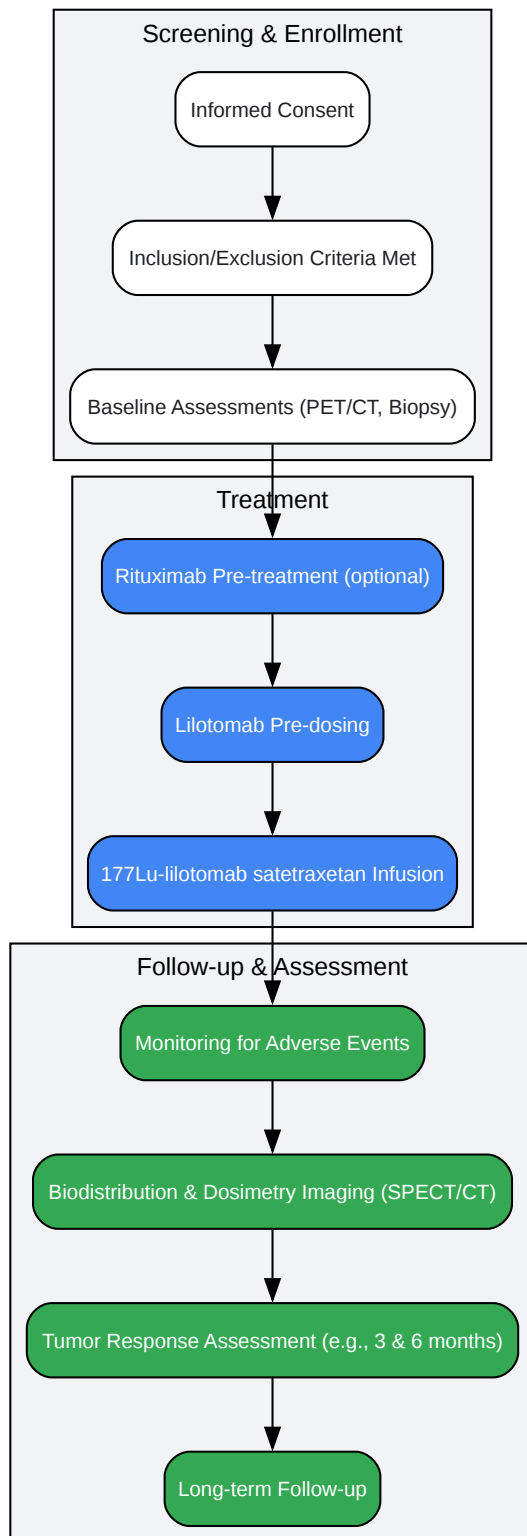 Screening & Enrollment
Informed Consent
Inclusion/Exclusion Criteria Met
Baseline Assessments (PET/CT, Biopsy)
Treatment
Rituximab Pre-treatment (optional)
Lilotomab Pre-dosing
177Lu-lilotomab satetraxetan Infusion
Follow-up & Assessment
Monitoring for Adverse Events
Biodistribution & Dosimetry Imaging (SPECT/CT)
Tumor Response Assessment (e.g., 3 & 6 months)
Long-term Follow-up